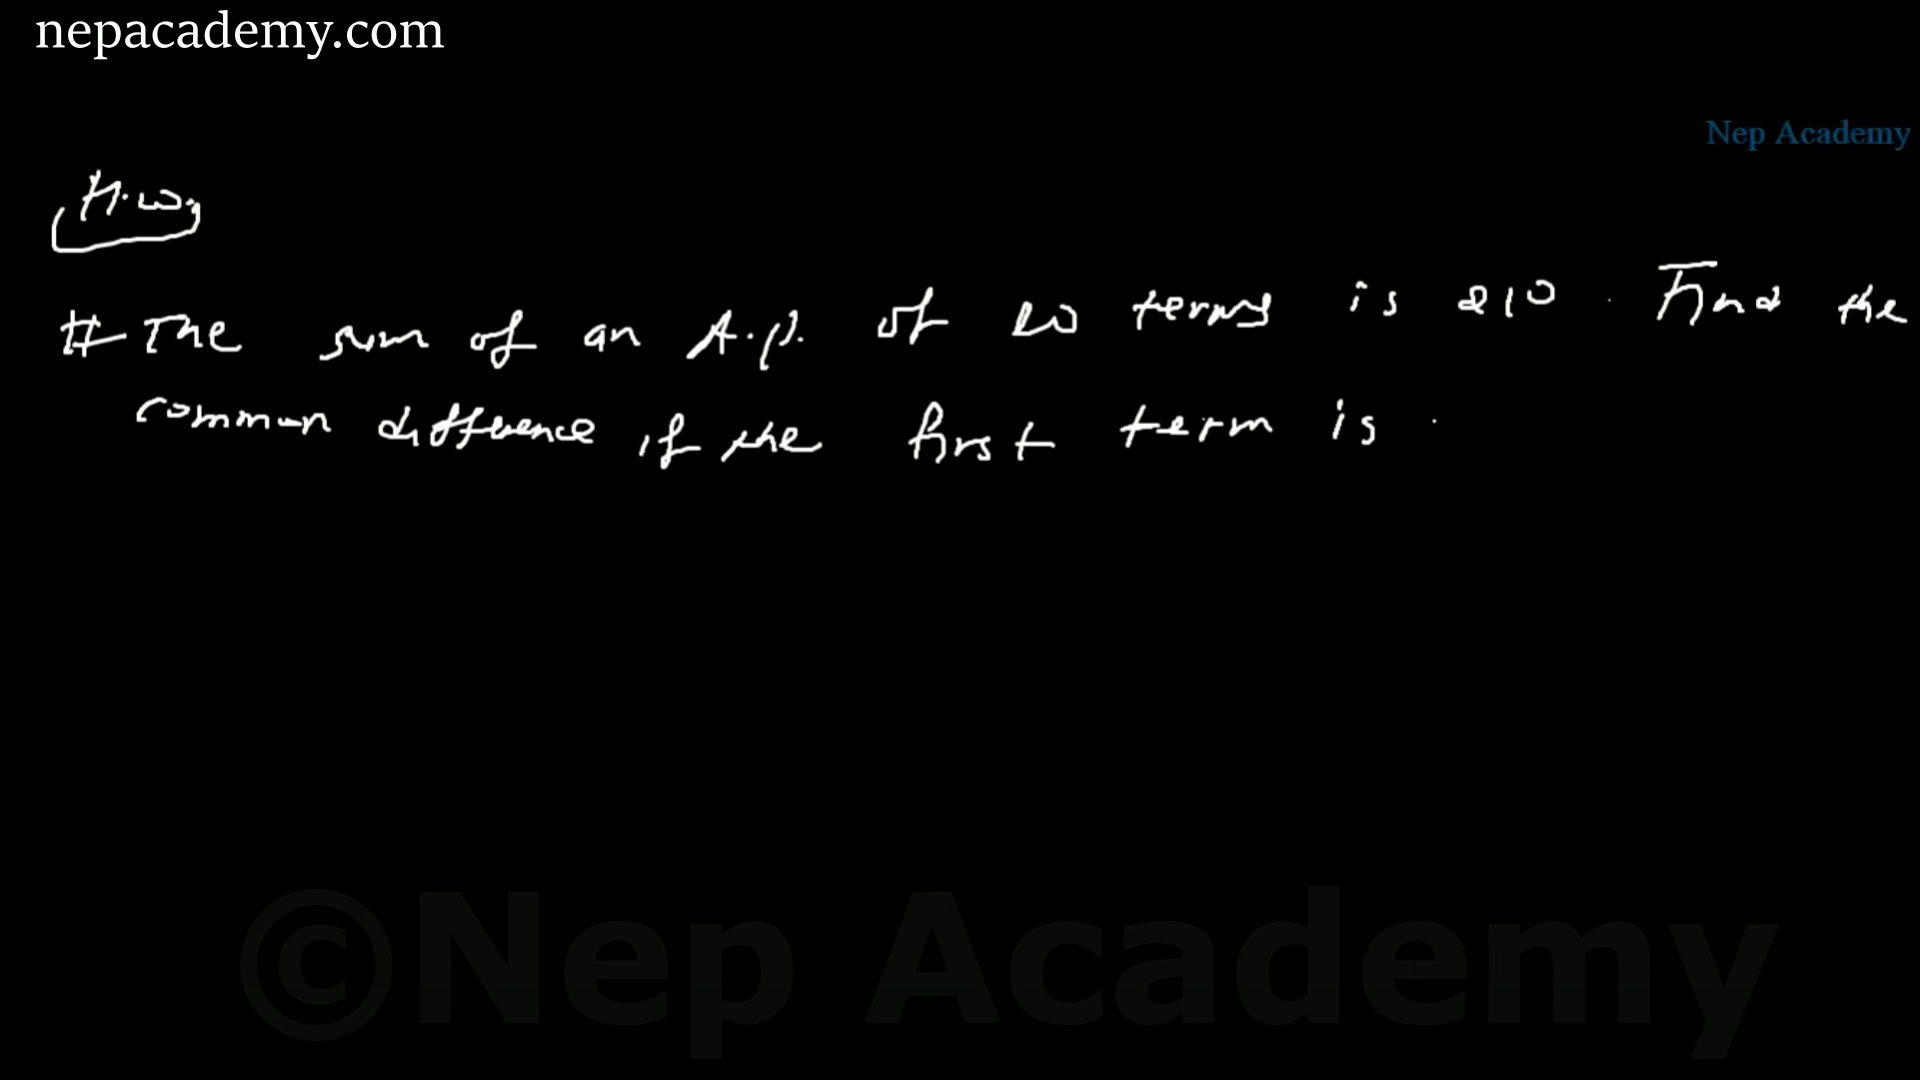 nepacademy.com
Nep Academy
H.W.
# The sum of an A.P. of 20 terms is 210. Find the
common difference if the first term is
©Nep Academy